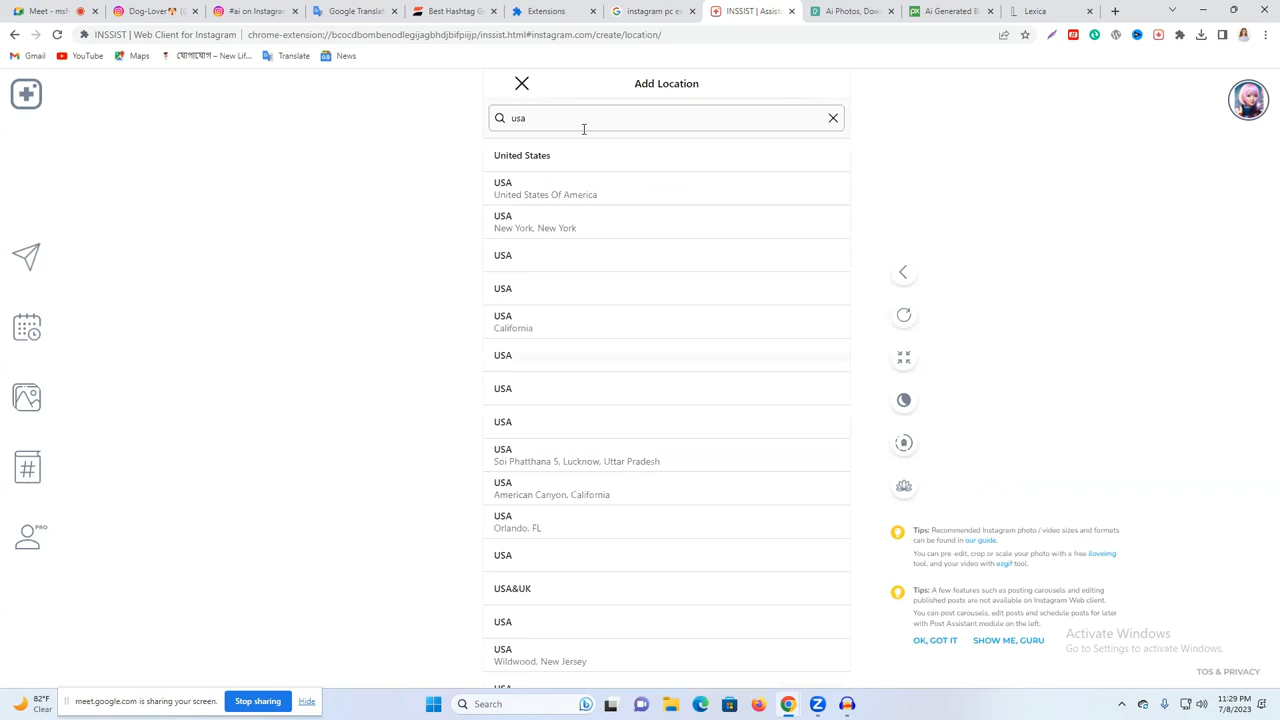 Do
Google
Instagram
AI Assist
Google Translat
Best Hashtag G
Extensions
instagram pc e
INSSIST | Assist
Ai Photos, Dow
Ai Generated Ir
Lexica
INSSIST | Web Client for Instagram | chrome-extension://bcocdbombenodlegijagbhdjbifpiijp/inssist.html#instagram.com/create/location/
Gmail YouTube Maps যোগাযোগ – New Li... Translate News
Add Location
usa
United States
USA
United States Of America
USA
New York, New York
USA
USA
USA
California
USA
USA
USA
USA
Soi Phatthana 5, Lucknow, Uttar Pradesh
USA
American Canyon, California
USA
Orlando. FL
USA
USA&UK
USA
USA
Wildwood, New Jersey
PRO
Tips: Recommended Instagram photo / video sizes and formats
can be found in our guide.
You can pre-edit, crop or scale your photo with a free iloveimg
tool, and your video with ezgif tool.
Tips: A few features such as posting carousels and editing
published posts are not available on Instagram Web client.
You can post carousels, edit posts and schedule posts for later
with Post Assistant module on the left.
OK, GOT IT SHOW ME, GURU
Activate Windows
Go to Settings to activate Windows.
TOS & PRIVACY
82°F
Clear
meet.google.com is sharing your screen.
Stop sharing
Hide
Search
11:29 PM
7/8/2023